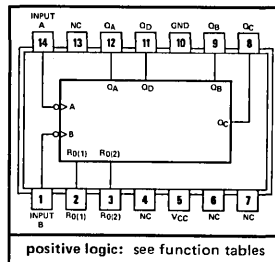 INPUT
A NC QA QD GND QB QC
14 13 12 11 10 9 8
QA QD QB
A
QC
B
R0(1) R0(2)
1 2 3 4 5 6 7
INPUT R0(1) R0(2) NC VCC NC NC
B
positive logic: see function tables